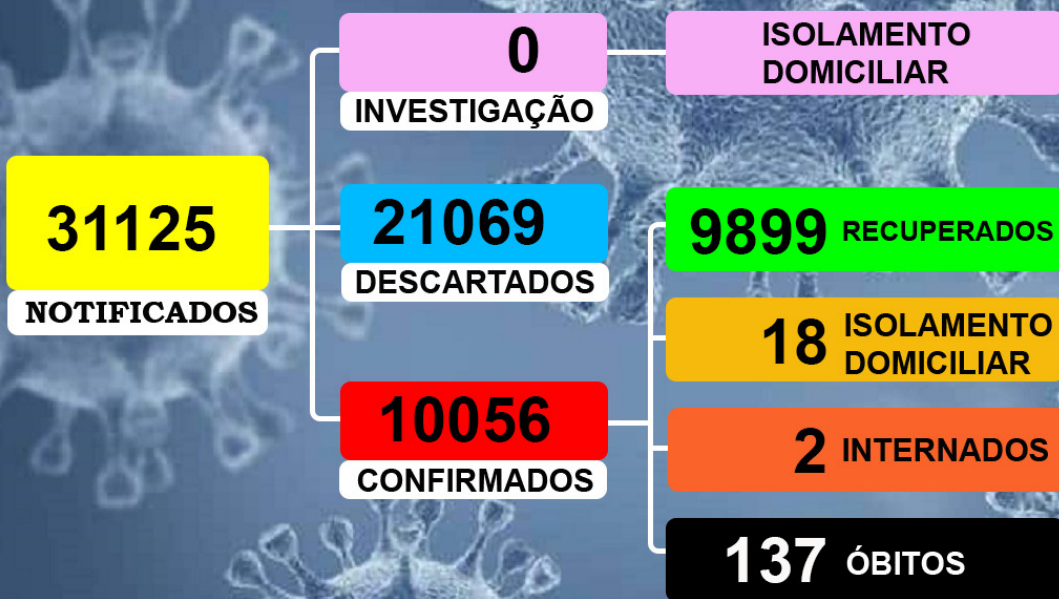 31125
NOTIFICADOS
0
INVESTIGAÇÃO
ISOLAMENTO
DOMICILIAR
21069
DESCARTADOS
10056
CONFIRMADOS
9899 RECUPERADOS
18 ISOLAMENTO
DOMICILIAR
2 INTERNADOS
137 ÓBITOS